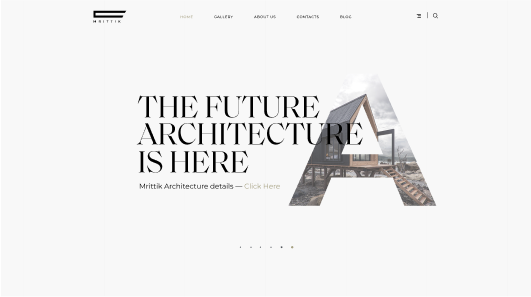 MRITTIK
HOME GALLERY ABOUT US CONTACTS BLOG
THE FUTURE
ARCHITECTURE
IS HERE
Mrittik Architecture details — Click Here